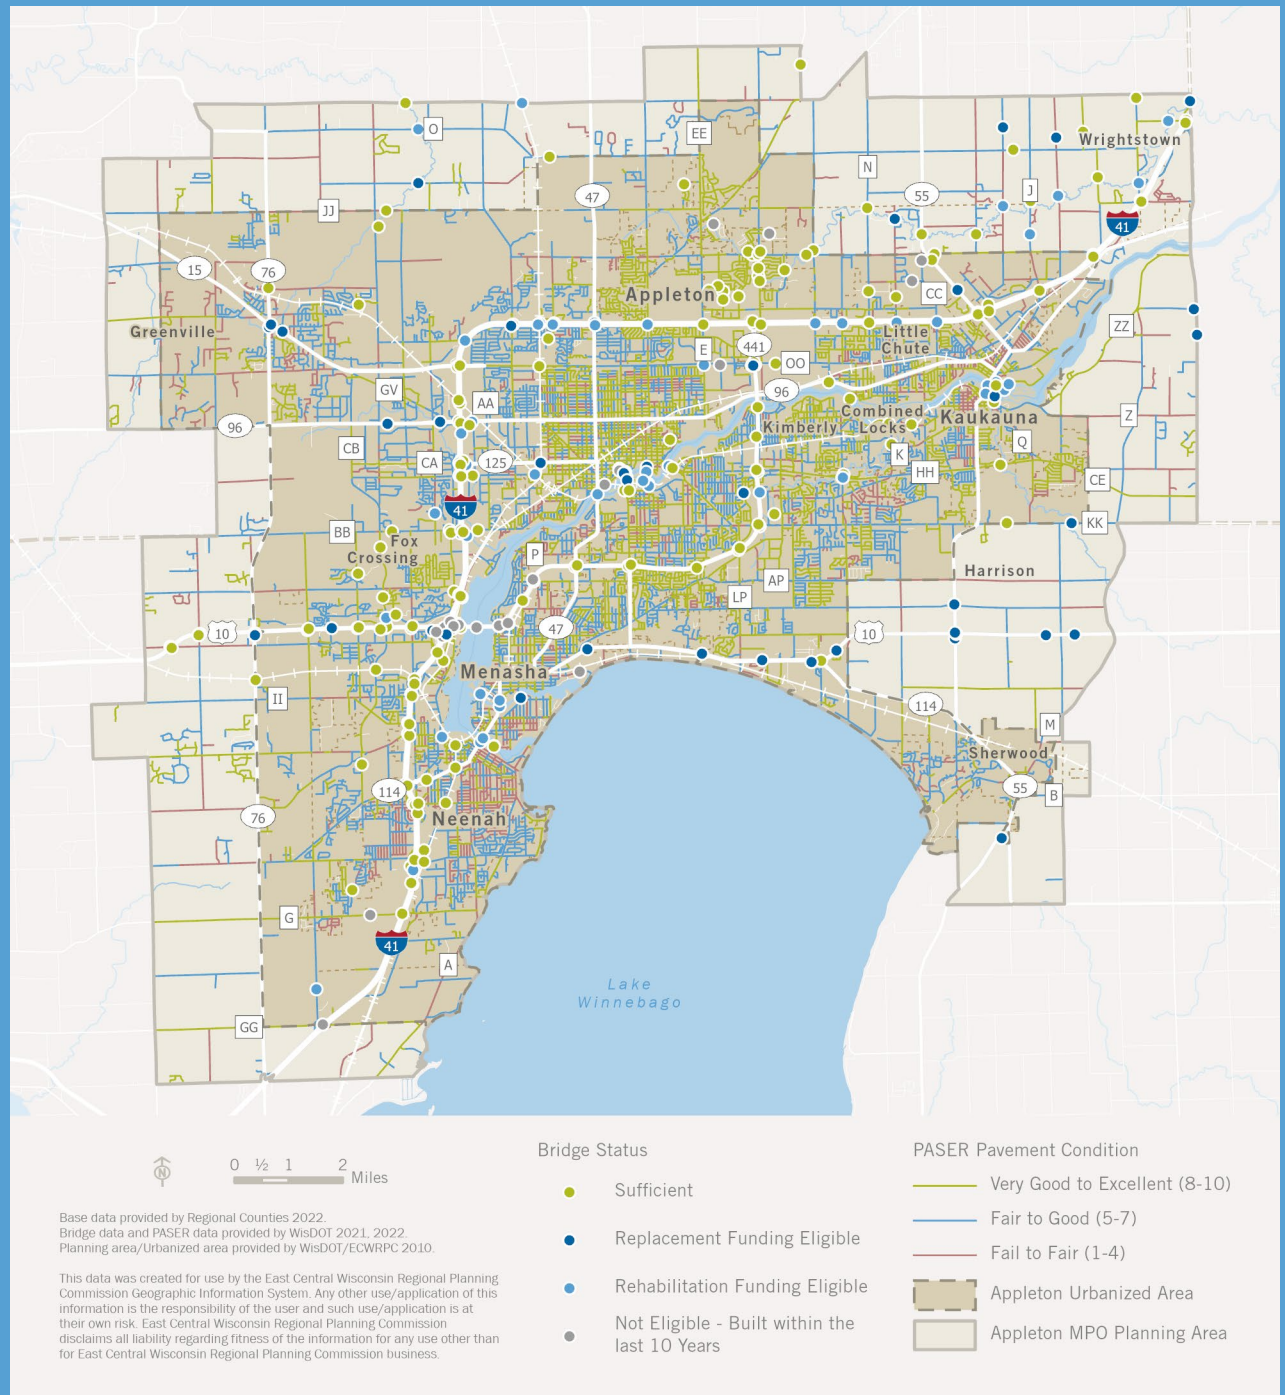 O
EE
Wrightstown
47
N
55
J
JJ
41
15
76
Appleton
CC
Greenville
Little
Chute
ZZ
441
E
OO
GV
96
AA
Combined
Locks
Kaukauna
Z
96
Kimberly
CB
CA
125
K
Q
HH
CE
41
KK
BB
Fox
Crossing
P
Harrison
AP
LP
10
47
10
Menasha
II
114
M
Sherwood
114
55
B
76
Neenah
G
41
A
Lake
Winnebago
GG
N
0 ½ 1 2
Miles
Base data provided by Regional Counties 2022.
Bridge data and PASER data provided by WisDOT 2021, 2022.
Planning area/Urbanized area provided by WisDOT/ECWRPC 2010.
This data was created for use by the East Central Wisconsin Regional Planning
Commission Geographic Information System. Any other use/application of this
information is the responsibility of the user and such use/application is at
their own risk. East Central Wisconsin Regional Planning Commission
disclaims all liability regarding fitness of the information for any use other than
for East Central Wisconsin Regional Planning Commission business.
Bridge Status
Sufficient
Replacement Funding Eligible
Rehabilitation Funding Eligible
Not Eligible - Built within the
last 10 Years
PASER Pavement Condition
Very Good to Excellent (8-10)
Fair to Good (5-7)
Fail to Fair (1-4)
Appleton Urbanized Area
Appleton MPO Planning Area